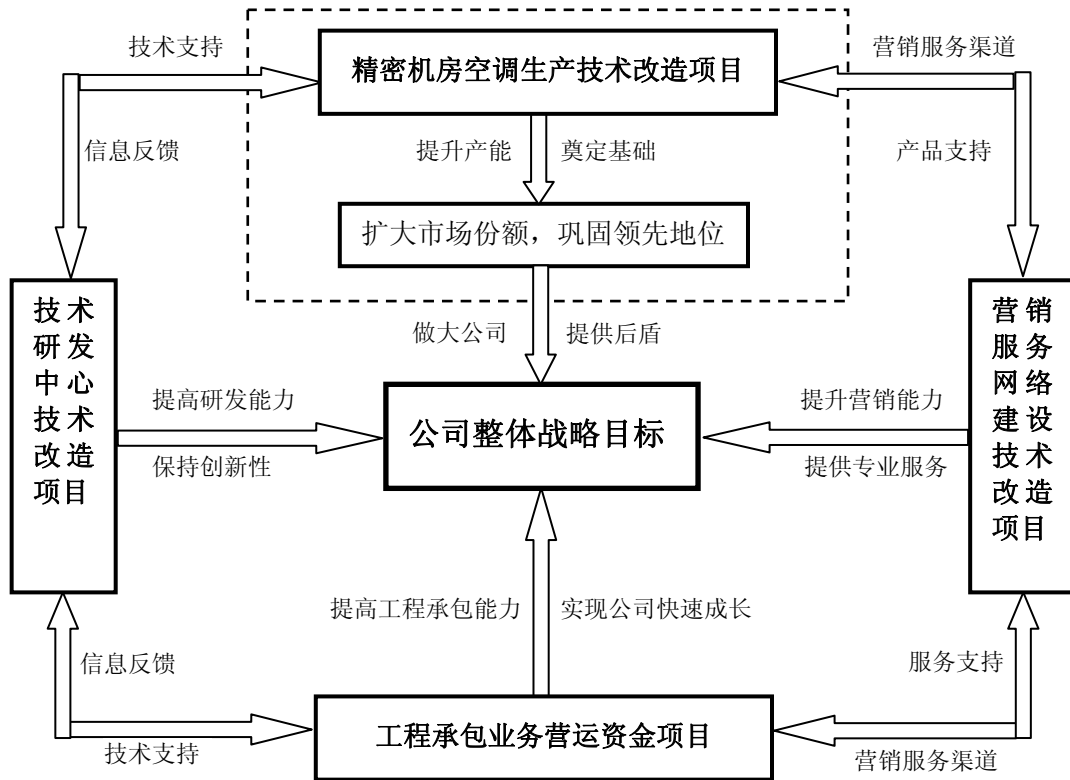 技术支持
营销服务渠道
精密机房空调生产技术改造项目
信息反馈
提升产能
奠定基础
产品支持
扩大市场份额，巩固领先地位
技术
研发
中心
技术
改造
项目
营销
服务
网络
建设
技术
改造
项目
做大公司
提供后盾
提高研发能力
提升营销能力
公司整体战略目标
保持创新性
提供专业服务
提高工程承包能力
实现公司快速成长
信息反馈
服务支持
工程承包业务营运资金项目
技术支持
营销服务渠道